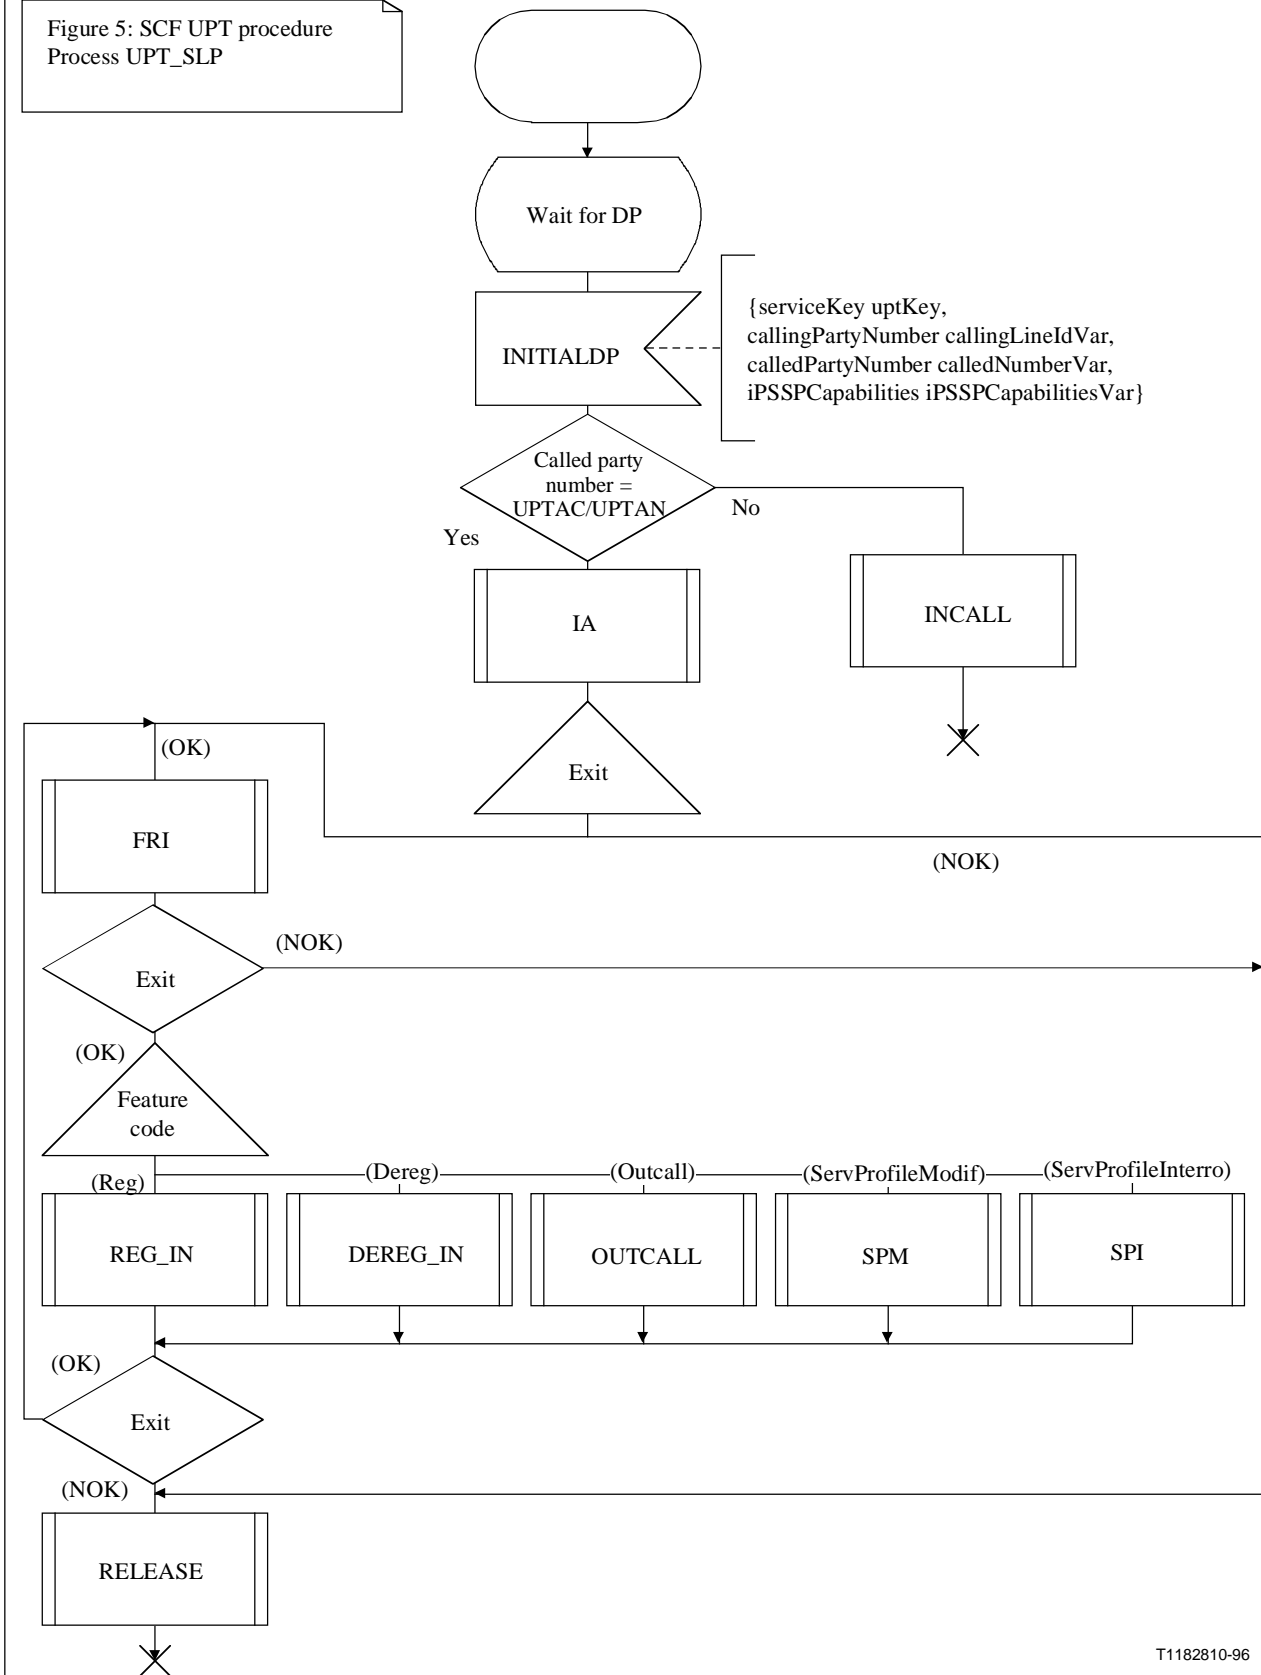 Figure 5: SCF UPT procedure
Process UPT_SLP
Wait for DP
INITIALDP
{serviceKey uptKey,
callingPartyNumber callingLineIdVar,
calledPartyNumber calledNumberVar,
iPSSPCapabilities iPSSPCapabilitiesVar}
Called party
number =
UPTAC/UPTAN
No
Yes
IA
INCALL
Exit
(OK)
(NOK)
FRI
Exit
(NOK)
(OK)
Feature
code
(Reg)
(Dereg)
(Outcall)
(ServProfileModif)
(ServProfileInterro)
REG_IN
DEREG_IN
OUTCALL
SPM
SPI
(OK)
Exit
(NOK)
RELEASE
T1182810-96